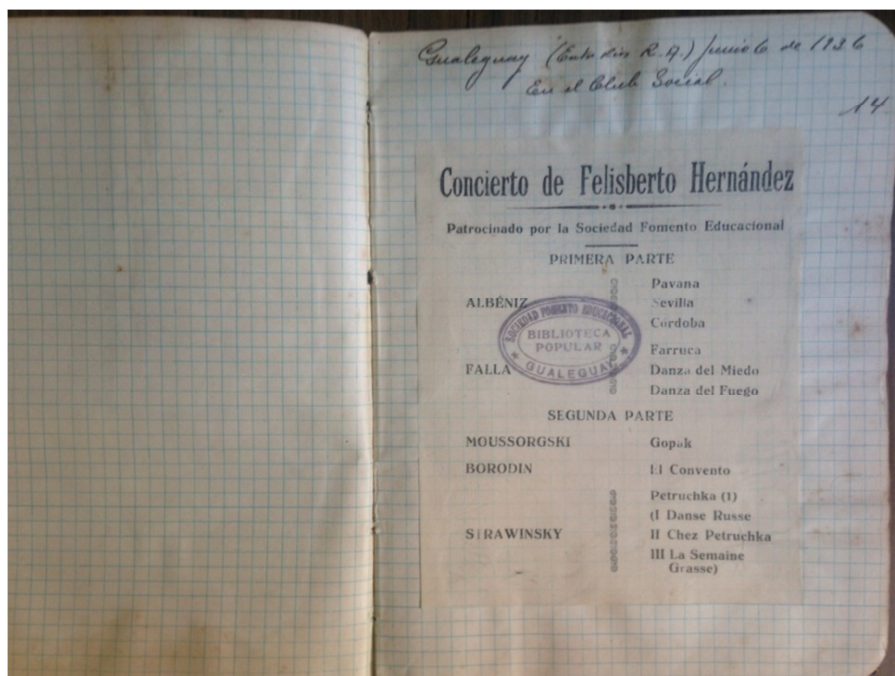 Gualeguay (Entre Rios R.A.) junio 6 de 1936
En el Club Social.
14
Concierto de Felisberto Hernández
Patrocinado por la Sociedad Fomento Educacional
PRIMERA PARTE
ALBÉNIZ
Pavana
Sevilla
Cordoba
SOCIEDAD FOMENTO EDUCACIONAL
BIBLIOTECA
POPULAR
GUALEGUAY
FALLA
Farruca
Danza del Miedo
Danza del Fuego
SEGUNDA PARTE
MOUSSORGSKI Gopak
BORODIN El Convento
STRAWINSKY
Petruchka (1)
(I Danse Russe
II Chez Petruchka
III La Semaine
Grasse)